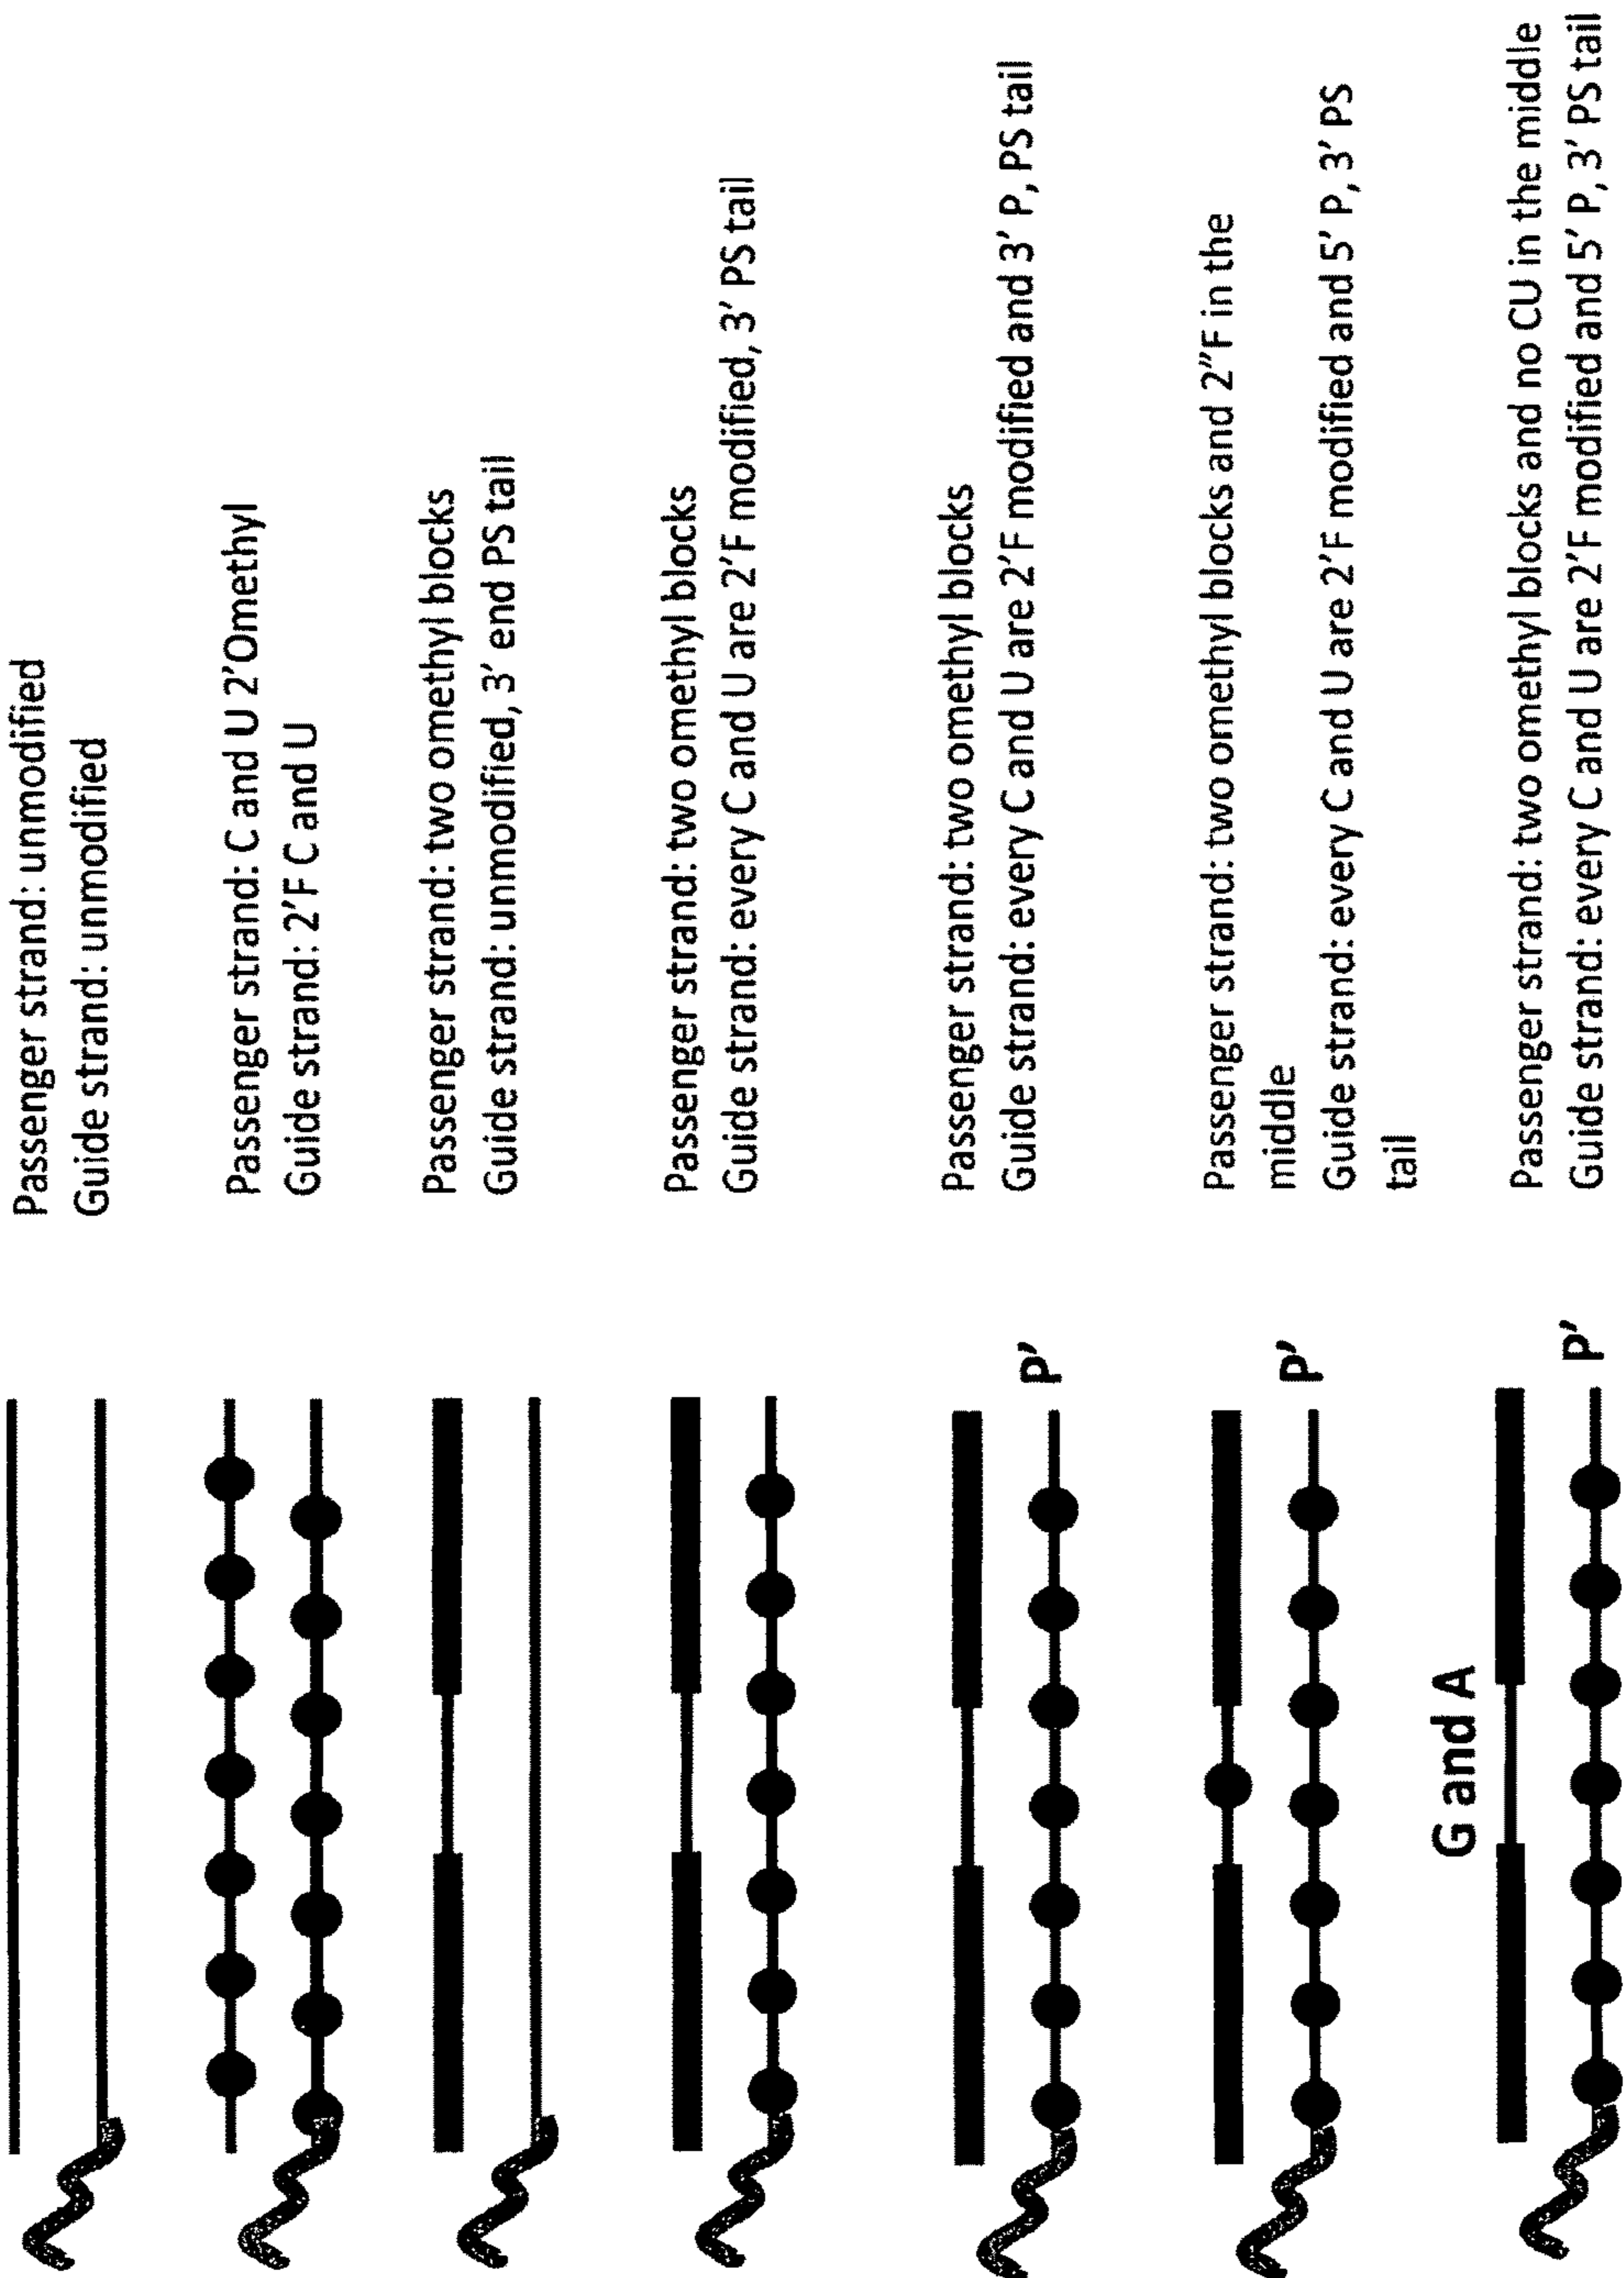 Passenger strand: unmodified
Guide strand: unmodified
Passenger strand: C and U 2'Omethyl
Guide strand: 2'F C and U
Passenger strand: two omethyl blocks
Guide strand: unmodified, 3' end PS tail
Passenger strand: two omethyl blocks
Guide strand: every C and U are 2'F modified, 3' PS tail
P'
Passenger strand: two omethyl blocks
Guide strand: every C and U are 2'F modified and 3' P, PS tail
P'
Passenger strand: two omethyl blocks and 2"F in the
middle
Guide strand: every C and U are 2'F modified and 5' P, 3' PS
tail
G and A
P'
Passenger strand: two omethyl blocks and no CU in the middle
Guide strand: every C and U are 2'F modified and 5' P, 3' PS tail